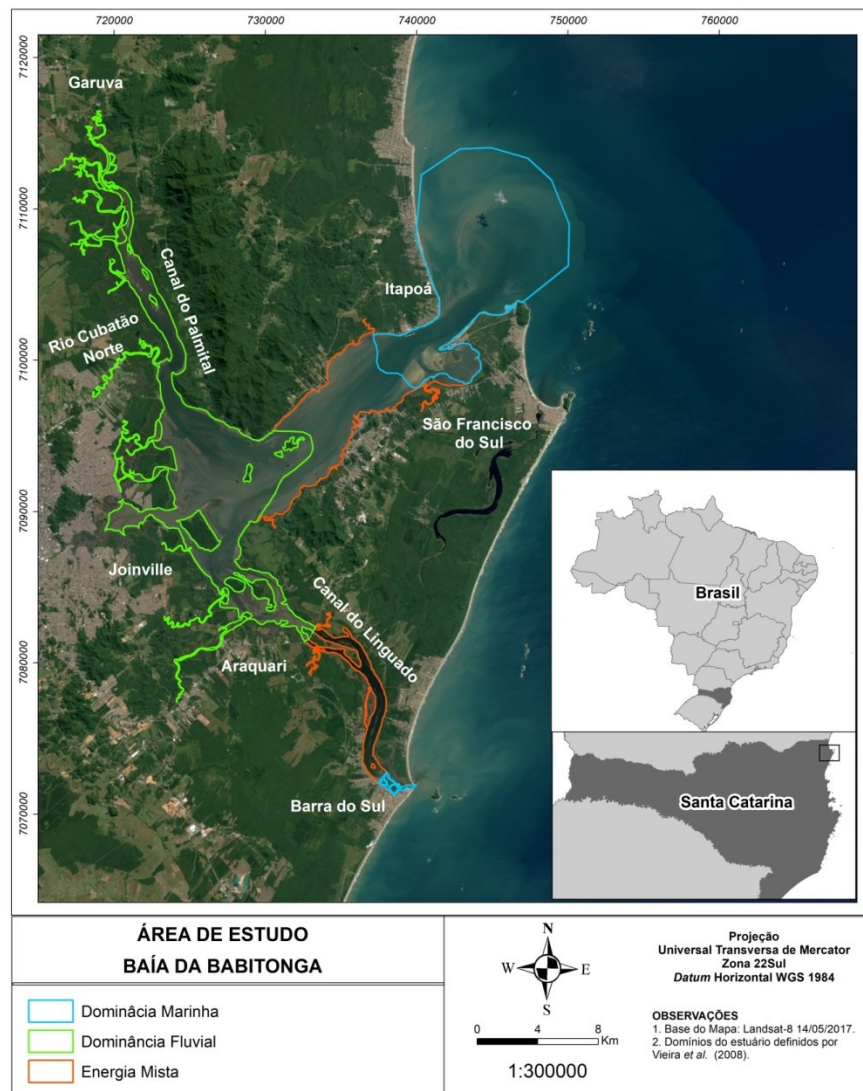 720000
730000
740000
750000
760000
7120000
7110000
7100000
7090000
7080000
7070000
Garuva
Canal do Palmital
Itapoá
Rio Cubatão
Norte
São Francisco
do Sul
Joinville
Canal do Linguado
Araquari
Barra do Sul
Brasil
Santa Catarina
ÁREA DE ESTUDO
BAÍA DA BABITONGA
Dominâcia Marinha
Dominância Fluvial
Energia Mista
N
W
E
S
0 4 8
Km
1:300000
Projeção
Universal Transversa de Mercator
Zona 22Sul
Datum Horizontal WGS 1984
OBSERVAÇÕES
1. Base do Mapa: Landsat-8 14/05/2017.
2. Domínios do estuário definidos por
Vieira et al. (2008).